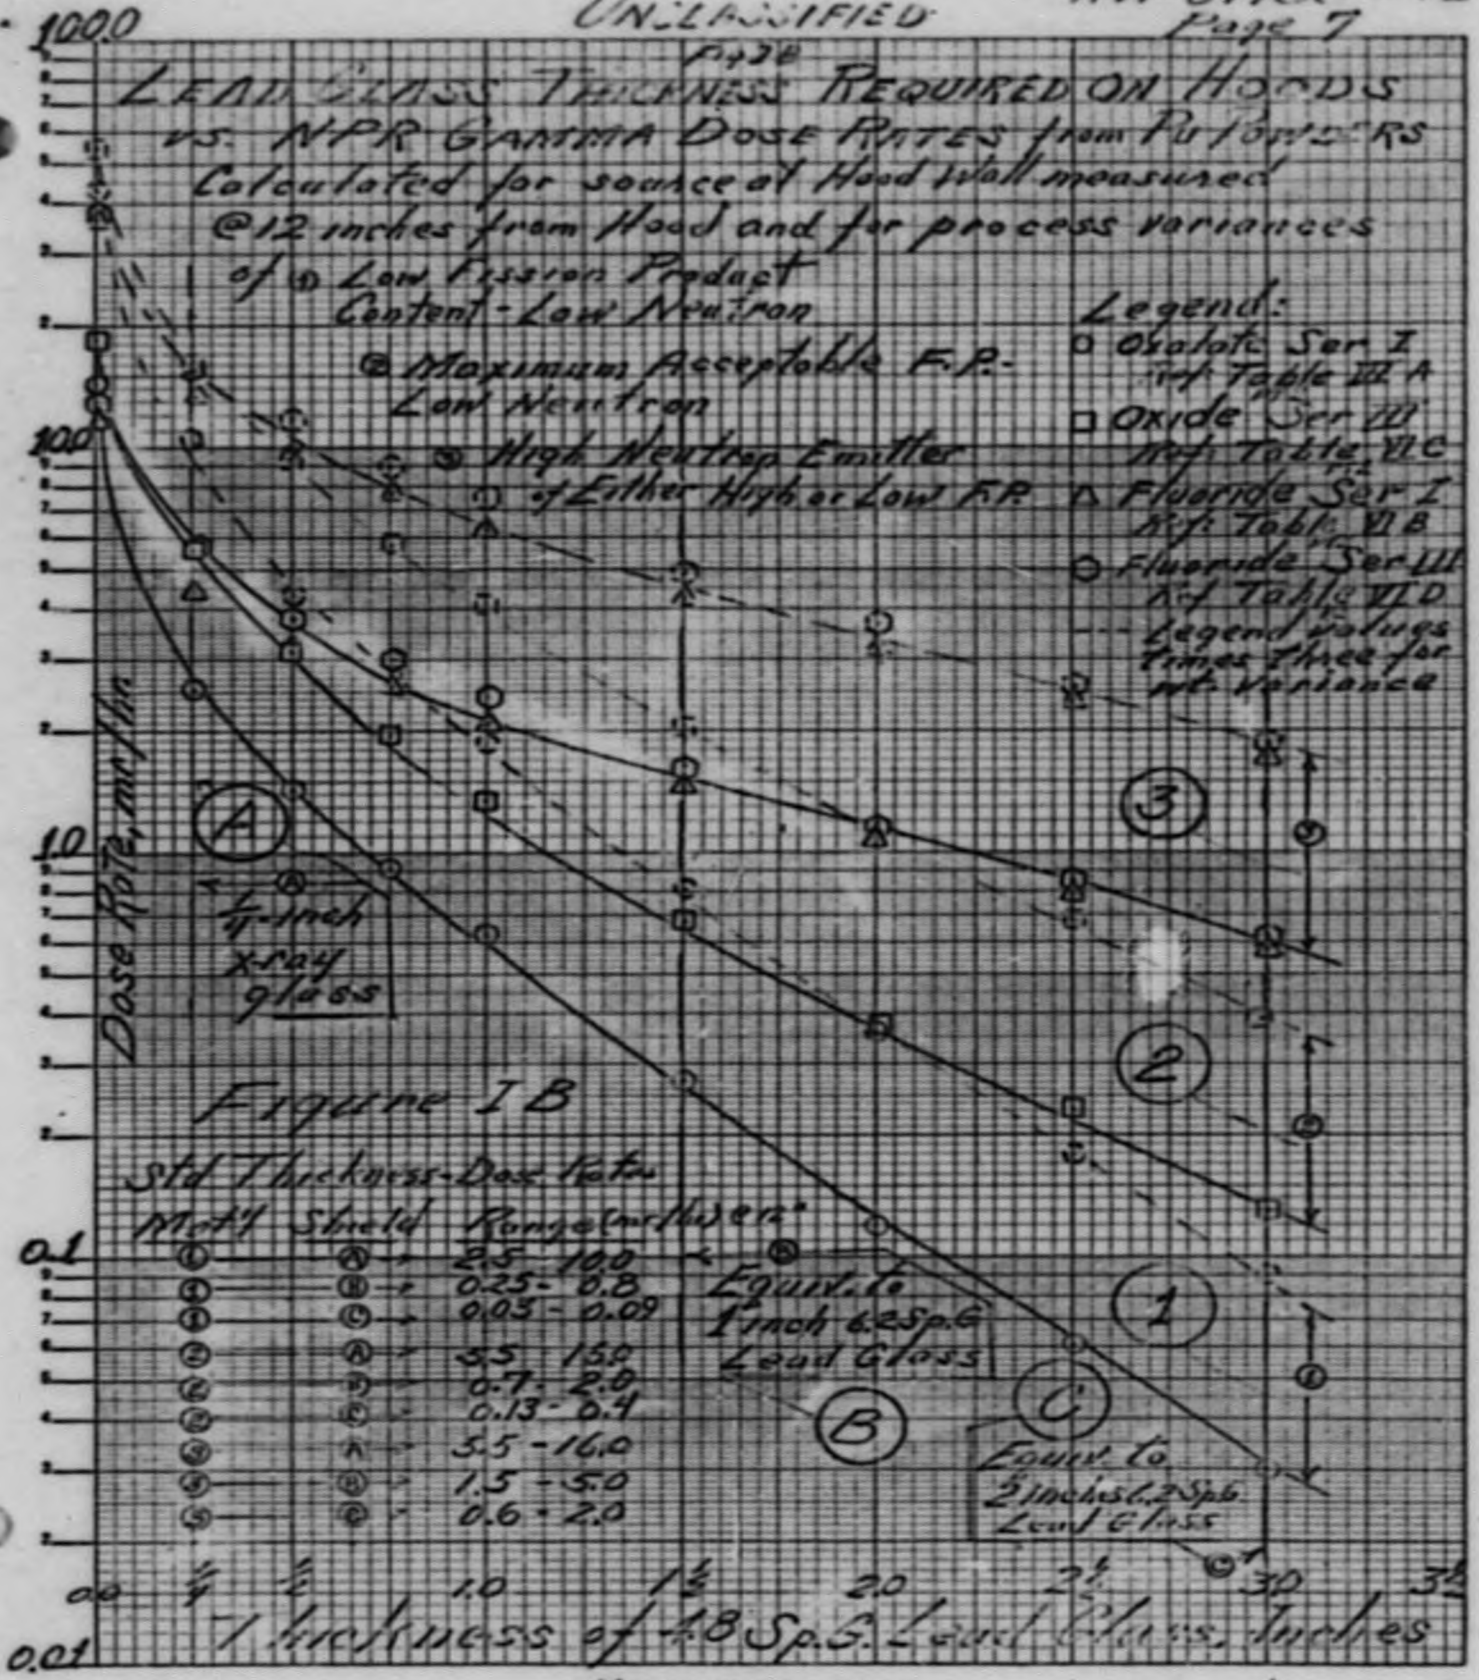 UNCLASSIFIED
Page 7
LEAD GLASS THICKNESS REQUIRED ON HOODS
vs. NPR GAMMA DOSE RATES from Pu POWDERS
Calculated for source at Hood Wall measured
@12 inches from Hood and for process variances
of ① Low Fission Product
Content - Low Neutron
② Maximum Acceptable F.P. -
Low Neutron
③ High Neutron Emitter
of Either High or Low F.P.
Legend:
□ Oxalate Ser I
Ref: Table III A
□ Oxide Ser III
Ref: Table VI C
△ Fluoride Ser I
Ref: Table VI B
○ Fluoride Ser III
Ref Table VI D
--- Legend Values
times three for
wt. variance
100.0
10.0
1.0
0.1
0.01
Dose Rate, mr/hr
A
1/4-inch
x-ray
glass
3
2
1
Figure I B
Std Thickness-Dose Rates
Mat'l Shield Range (mr/hr) @12"
① A 2.5 - 10.0
① B 0.25 - 0.8
① C 0.03 - 0.09
② A 5.5 - 15.0
② B 0.7 - 2.0
② C 0.13 - 0.4
③ A 5.5 - 16.0
③ B 1.5 - 5.0
③ C 0.6 - 2.0
Equiv. to
1 inch 6.2 Sp.G
Lead Glass
B
C
Equiv. to
2 inches 6.2 Sp.G
Lead Glass
0.0 1/4 1/2 1.0 1 1/2 2.0 2 1/2 3.0 3 1/2
Thickness of 4.8 Sp.G. Lead Glass, Inches